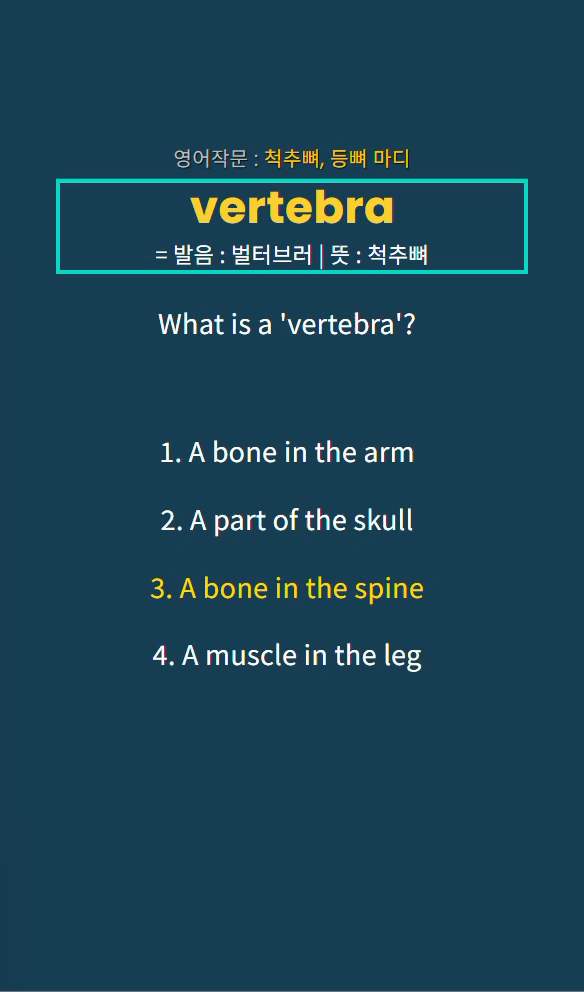 영어작문 : 척추뼈, 등뼈 마디
vertebra
= 발음 : 벌터브러 | 뜻 : 척추뼈
What is a 'vertebra'?
1. A bone in the arm
2. A part of the skull
3. A bone in the spine
4. A muscle in the leg